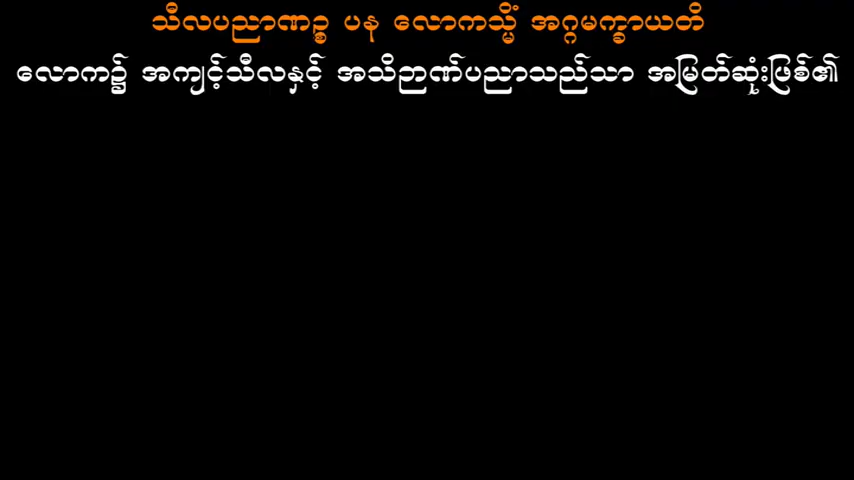 သီလပညာဏဉ္စ ပန လောကသ္မိံ အဂ္ဂမက္ခာယတိ
လောက၌ အကျင့်သီလနှင့် အသိဉာဏ်ပညာသည်သာ အမြတ်ဆုံးဖြစ်၏